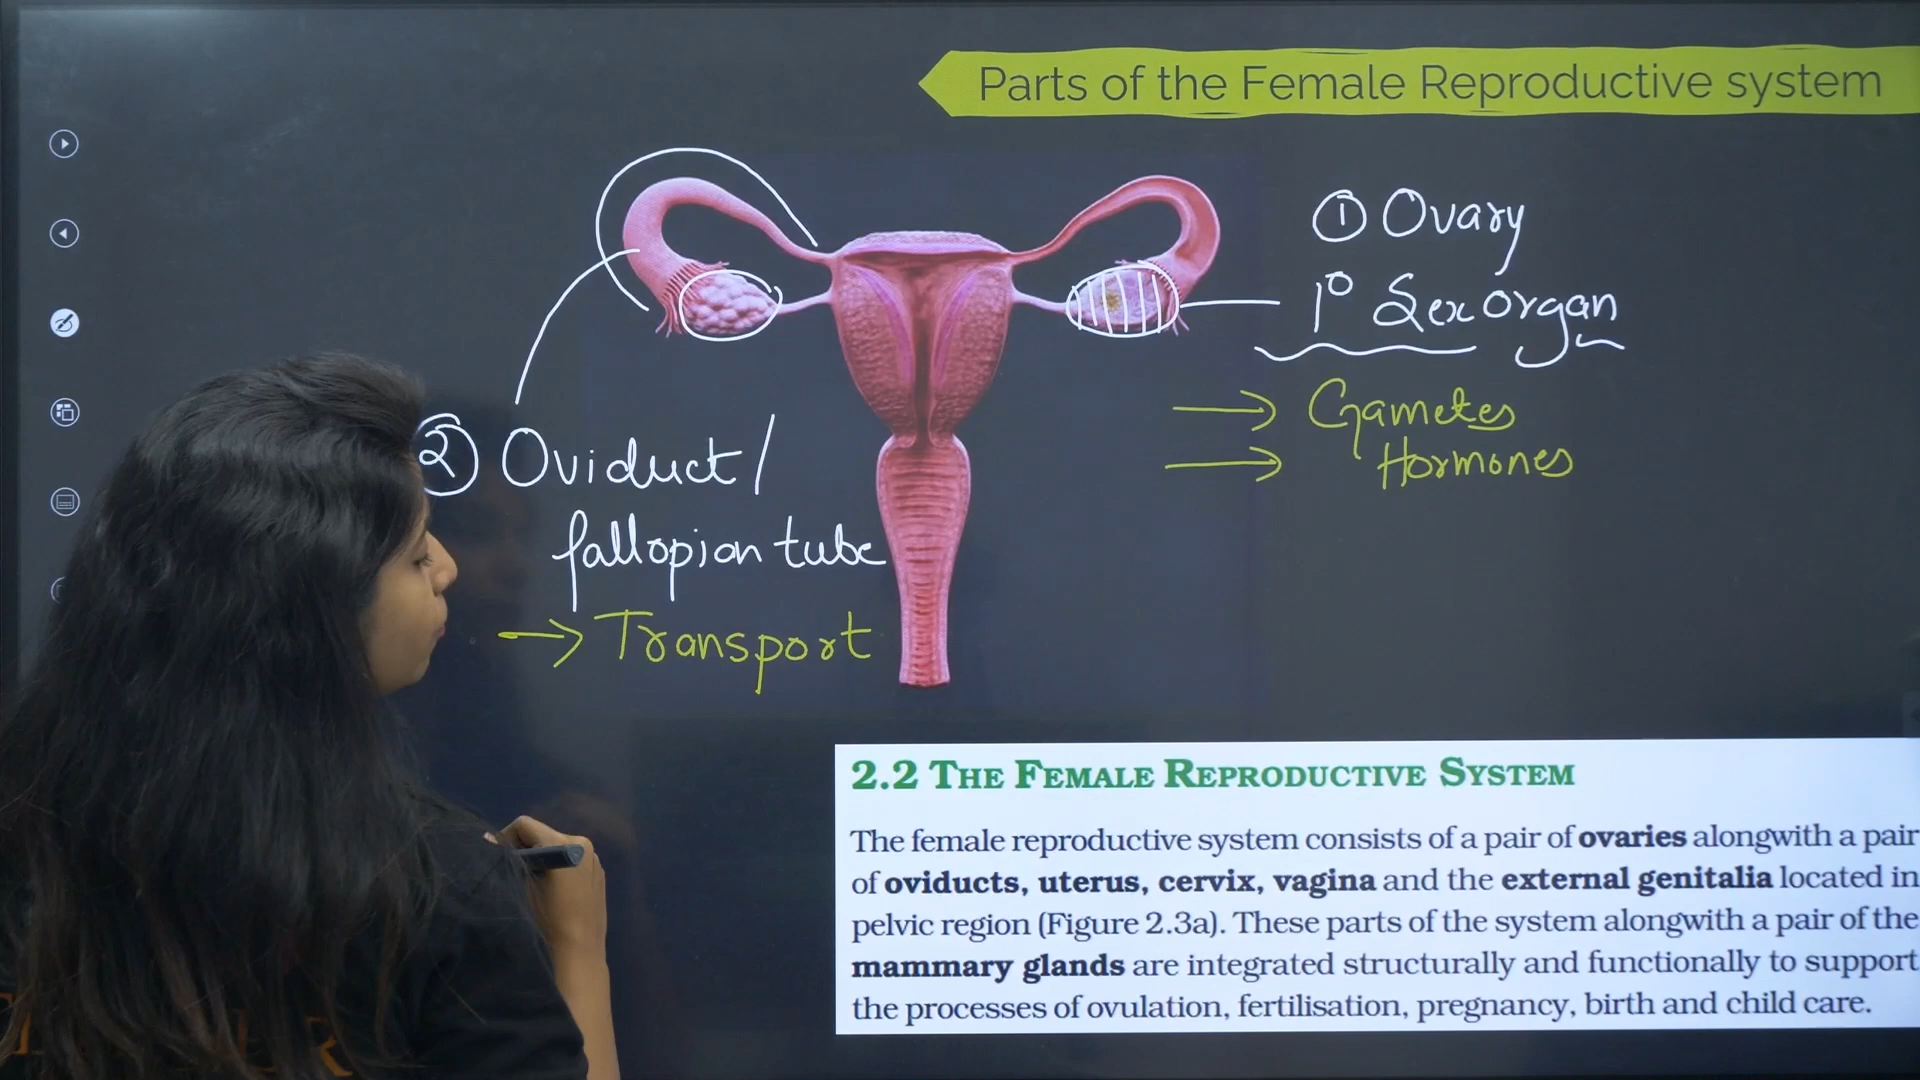 Parts of the Female Reproductive system
① Ovary
1° Sex organ
→ Gametes
→ Hormones
② Oviduct/
fallopian tube
→ Transport
2.2 THE FEMALE REPRODUCTIVE SYSTEM
The female reproductive system consists of a pair of ovaries alongwith a pair
of oviducts, uterus, cervix, vagina and the external genitalia located in
pelvic region (Figure 2.3a). These parts of the system alongwith a pair of the
mammary glands are integrated structurally and functionally to support
the processes of ovulation, fertilisation, pregnancy, birth and child care.